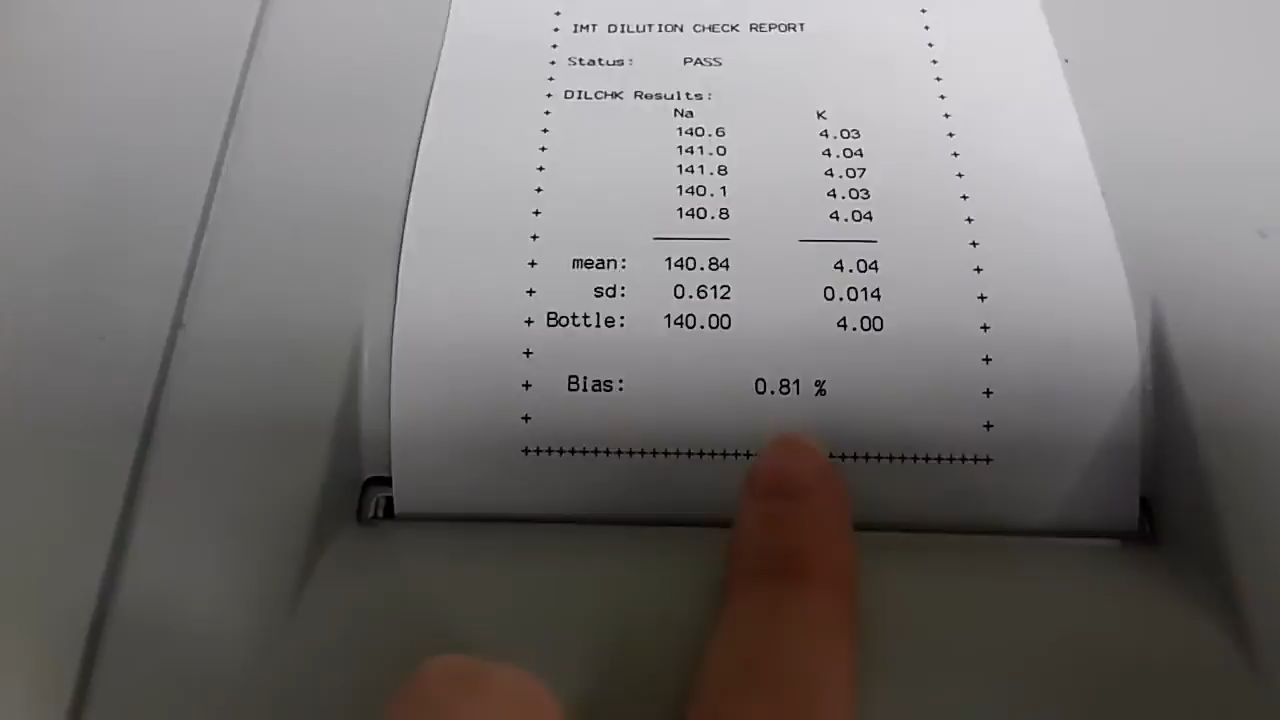 + +
+ IMT DILUTION CHECK REPORT +
+ +
+ Status: PASS +
+ +
+ DILCHK Results: +
+ Na K +
+ 140.6 4.03 +
+ 141.0 4.04 +
+ 141.8 4.07 +
+ 140.1 4.03 +
+ 140.8 4.04 +
+ +
+ mean: 140.84 4.04 +
+ sd: 0.612 0.014 +
+ Bottle: 140.00 4.00 +
+ +
+ Bias: 0.81 % +
+ +